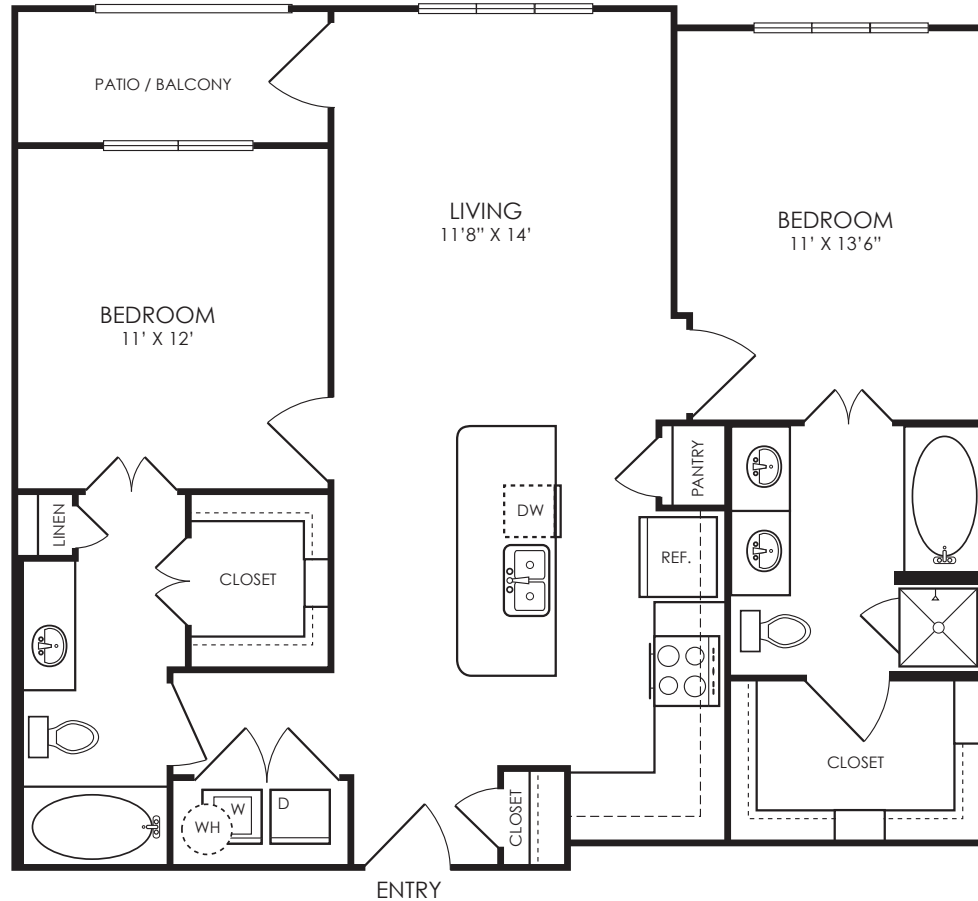 PATIO / BALCONY
LIVING
11'8" X 14'
BEDROOM
11' X 13'6"
BEDROOM
11' X 12'
PANTRY
DW
LINEN
REF.
CLOSET
CLOSET
W
D
WH
CLOSET
ENTRY